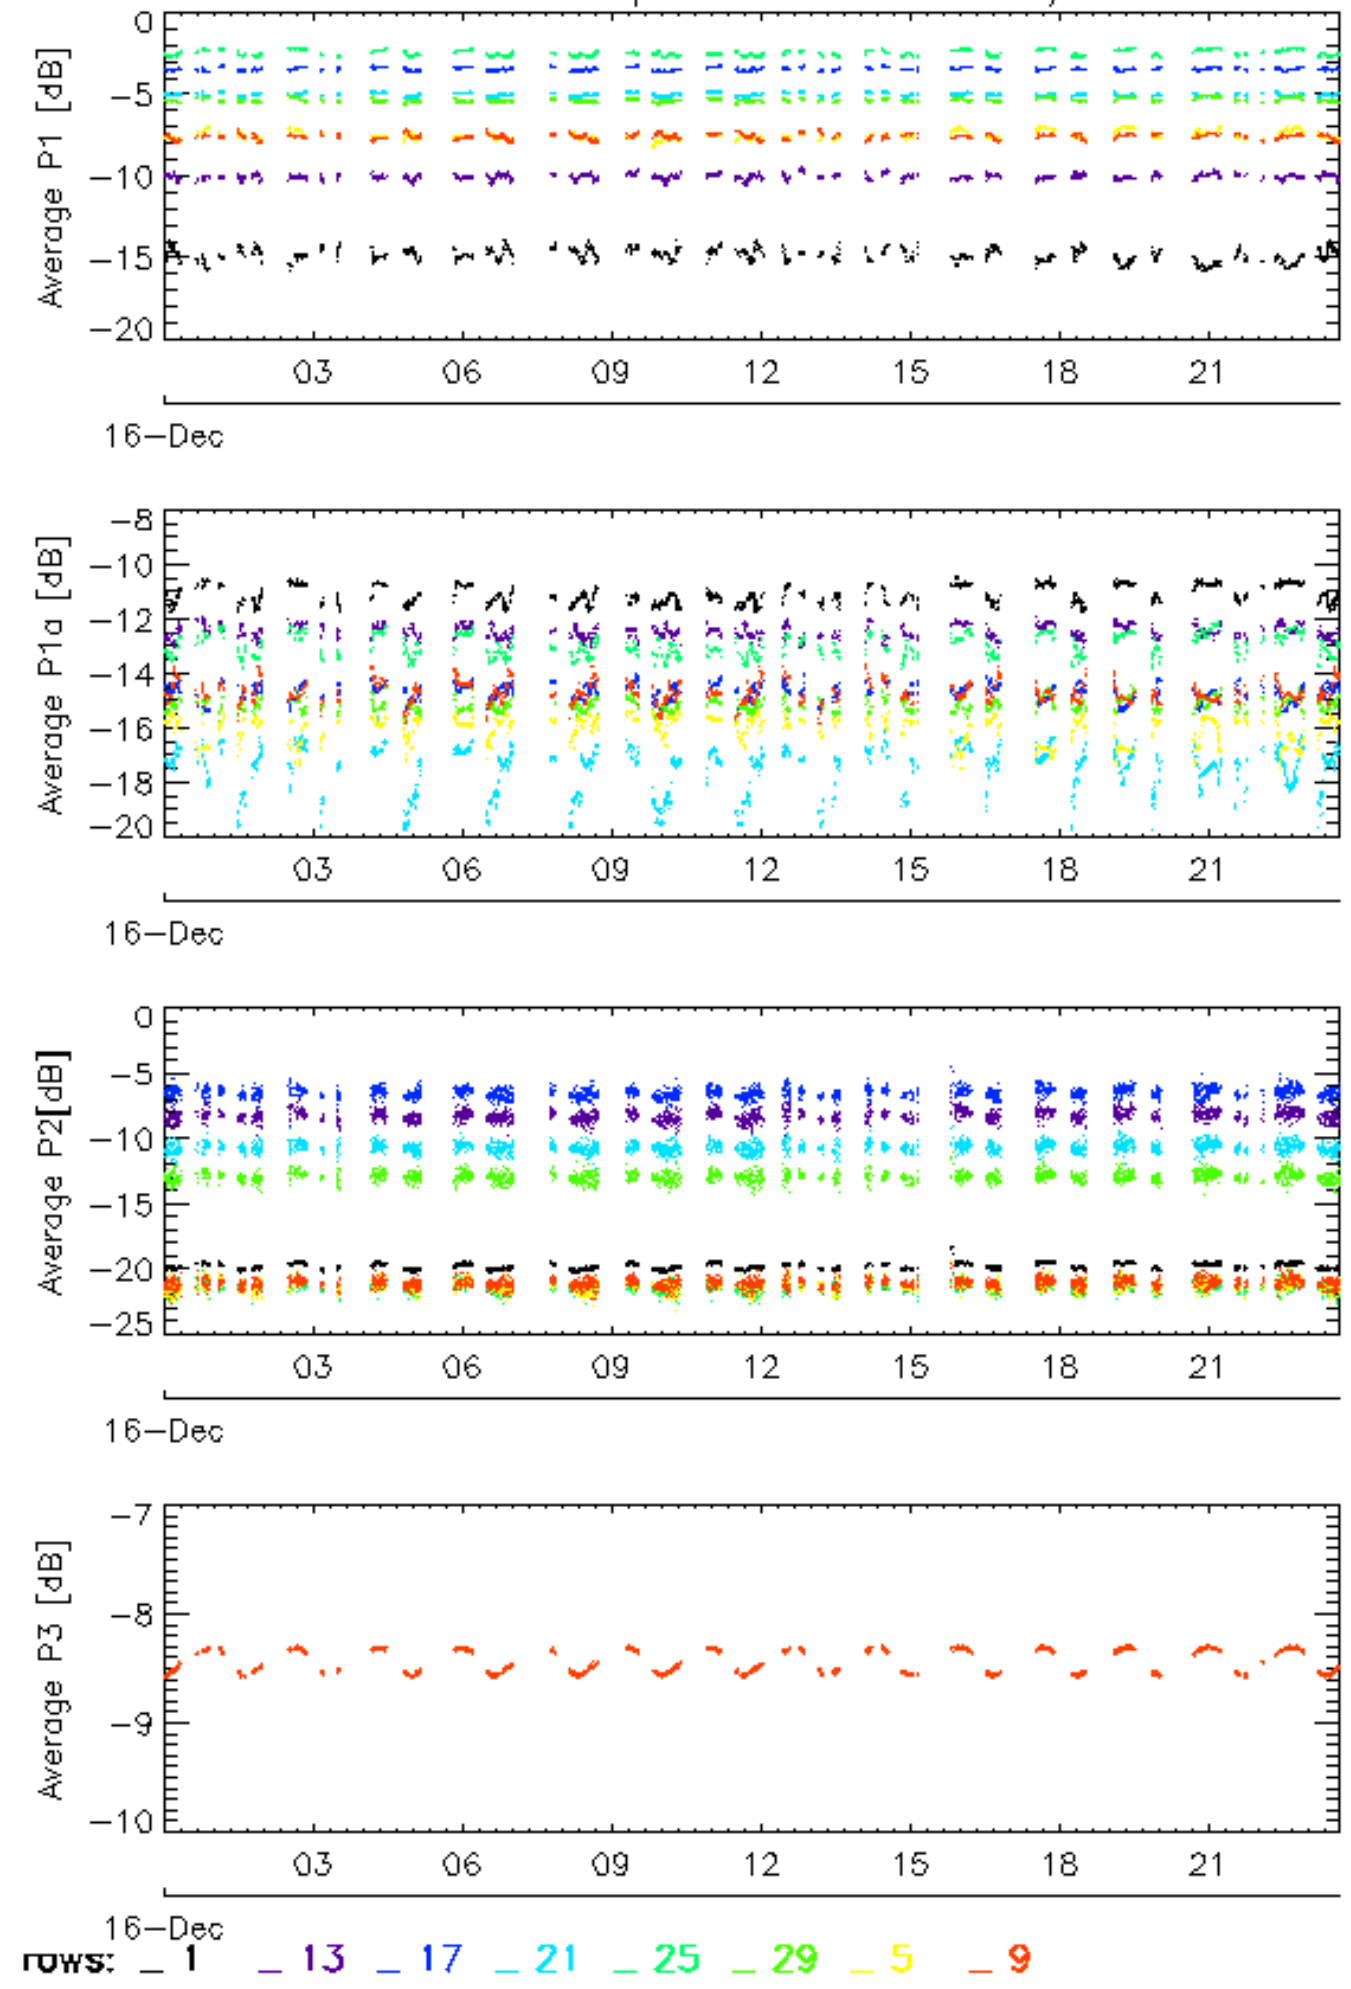 0
−5
−10
−15
−20
Average P1 [dB]
03 06 09 12 15 18 21
16−Dec
−8
−10
−12
−14
−16
−18
−20
Average P1a [dB]
03 06 09 12 15 18 21
16−Dec
0
−5
−10
−15
−20
−25
Average P2[dB]
03 06 09 12 15 18 21
16−Dec
−7
−8
−9
−10
Average P3 [dB]
03 06 09 12 15 18 21
16−Dec
rows: _ 1 _ 13 _ 17 _ 21 _ 25 _ 29 _ 5 _ 9